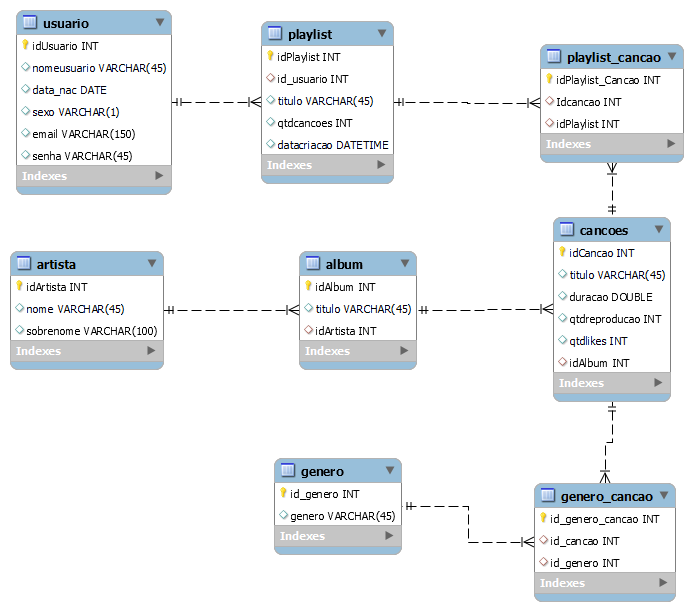 usuario
idUsuario INT
nomeusuario VARCHAR(45)
data_nac DATE
sexo VARCHAR(1)
email VARCHAR(150)
senha VARCHAR(45)
Indexes
playlist
idPlaylist INT
id_usuario INT
titulo VARCHAR(45)
qtdcancoes INT
datacriacao DATETIME
Indexes
playlist_cancao
idPlaylist_Cancao INT
Idcancao INT
idPlaylist INT
Indexes
artista
idArtista INT
nome VARCHAR(45)
sobrenome VARCHAR(100)
Indexes
album
idAlbum INT
titulo VARCHAR(45)
idArtista INT
Indexes
cancoes
idCancao INT
titulo VARCHAR(45)
duracao DOUBLE
qtdreproducao INT
qtdlikes INT
idAlbum INT
Indexes
genero
id_genero INT
genero VARCHAR(45)
Indexes
genero_cancao
id_genero_cancao INT
id_cancao INT
id_genero INT
Indexes